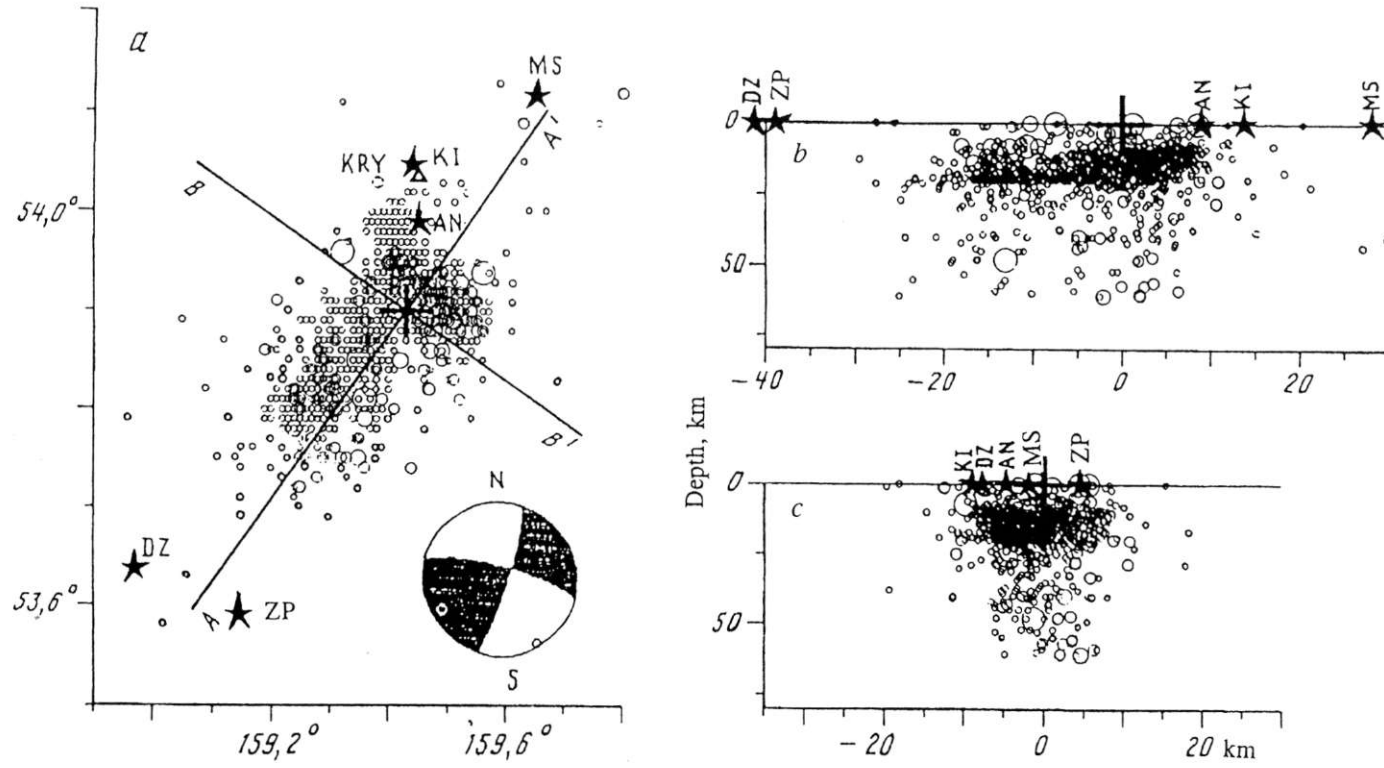 a
MS
A'
KRY KI
B
54,0°
AN
B'
N
DZ
53,6°
A
ZP
S
159,2° 159,6°
DZ ZP AN KI MS
0
b
50
-40 -20 0 20
Depth, km
KI DZ AN MS ZP
0
c
50
-20 0 20 km